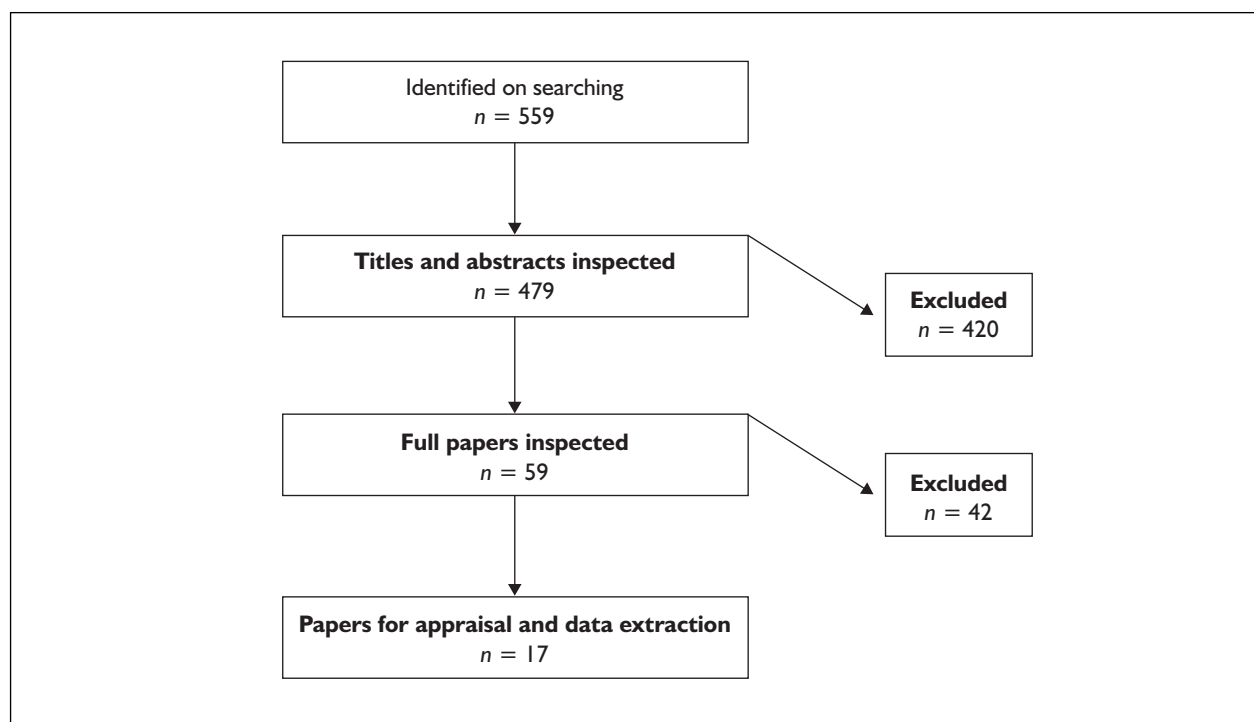 Identified on searching
n = 559
Titles and abstracts inspected
n = 479
Excluded
n = 420
Full papers inspected
n = 59
Excluded
n = 42
Papers for appraisal and data extraction
n = 17